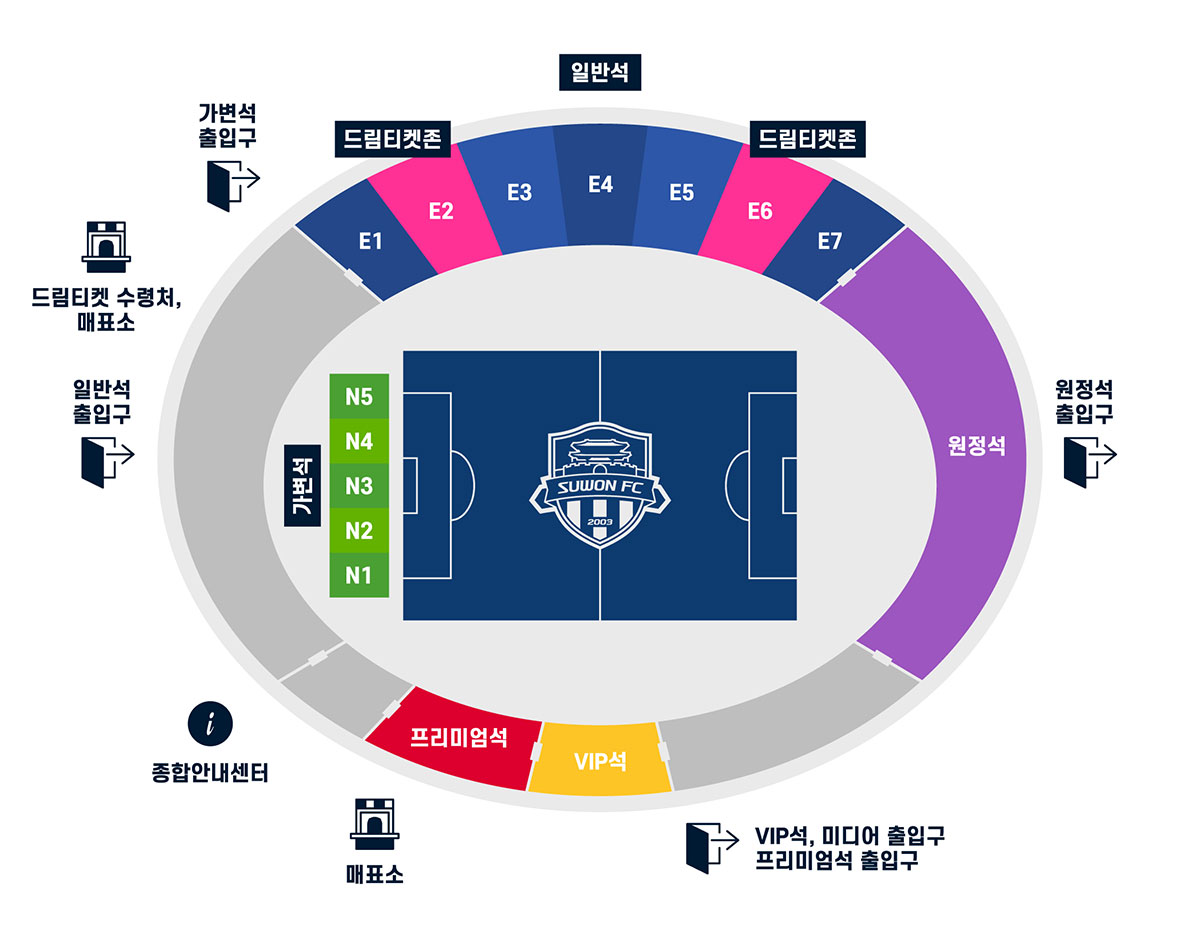 일반석
가변석
출입구
드림티켓존
드림티켓존
E1
E2
E3
E4
E5
E6
E7
드림티켓 수령처,
매표소
일반석
출입구
가변석
N5
N4
N3
N2
N1
SUWON FC
2003
원정석
원정석
출입구
i
종합안내센터
프리미엄석
VIP석
매표소
VIP석, 미디어 출입구
프리미엄석 출입구